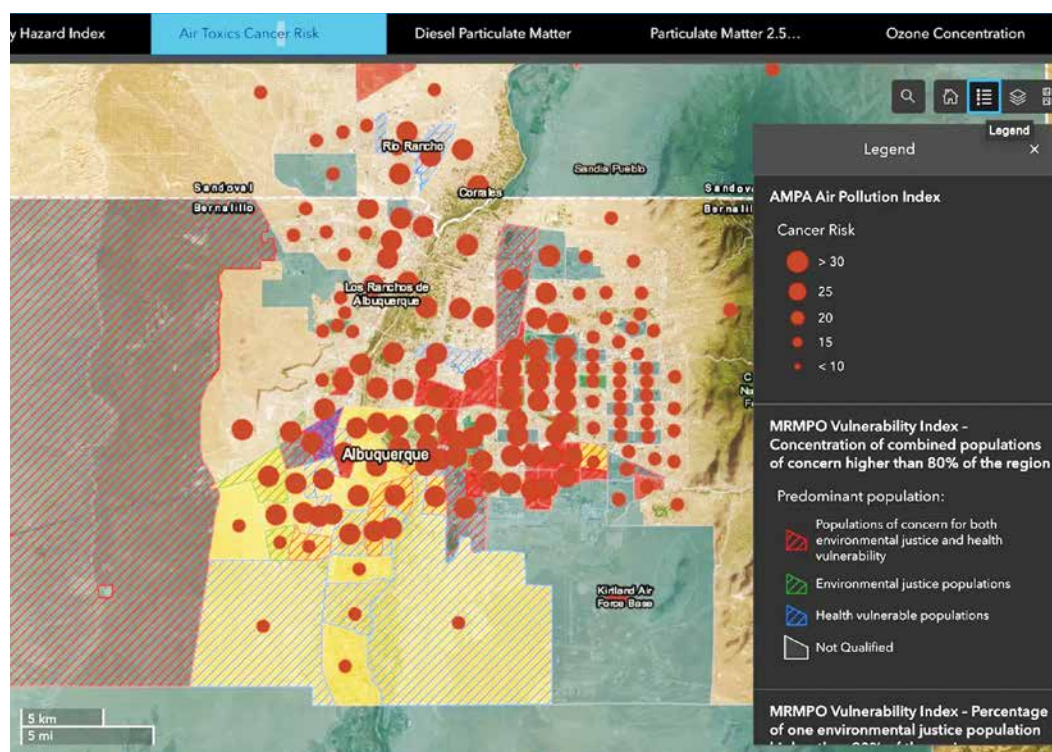 y Hazard Index
Air Toxics Cancer Risk
Diesel Particulate Matter
Particulate Matter 2.5...
Ozone Concentration
Legend
Legend
AMPA Air Pollution Index
Cancer Risk
> 30
25
20
15
< 10
MRMPO Vulnerability Index –
Concentration of combined populations
of concern higher than 80% of the region
Predominant population:
Populations of concern for both
environmental justice and health
vulnerability
Environmental justice populations
Health vulnerable populations
Not Qualified
MRMPO Vulnerability Index – Percentage
of one environmental justice population
Rio Rancho
Sandia Pueblo
Corrales
Sandoval
Bernalillo
Sandov
Bernalil
Los Ranchos de
Albuquerque
Albuquerque
Kirtland Air
Force Base
5 km
5 mi